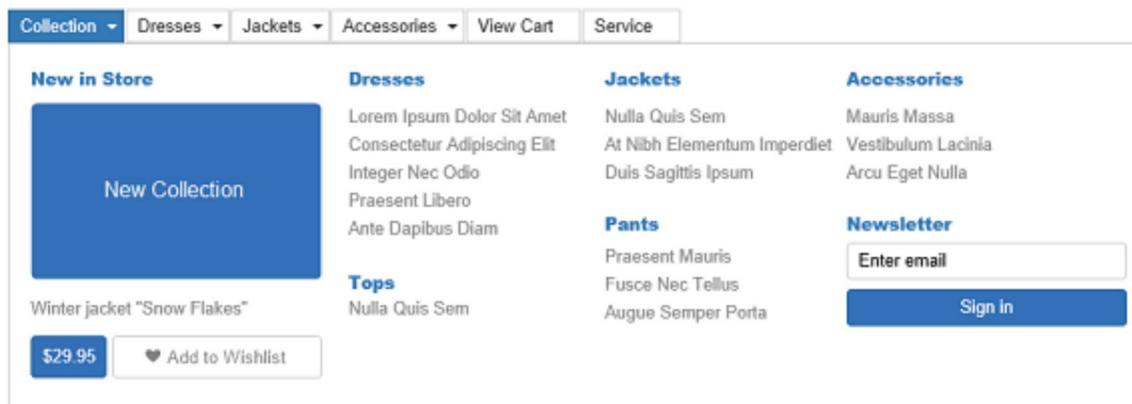 Collection Dresses Jackets Accessories View Cart Service
New in Store
New Collection
Winter jacket "Snow Flakes"
$29.95 Add to Wishlist
Dresses
Lorem Ipsum Dolor Sit Amet
Consectetur Adipiscing Elit
Integer Nec Odio
Praesent Libero
Ante Dapibus Diam
Tops
Nulla Quis Sem
Jackets
Nulla Quis Sem
At Nibh Elementum Imperdiet
Duis Sagittis Ipsum
Pants
Praesent Mauris
Fusce Nec Tellus
Augue Semper Porta
Accessories
Mauris Massa
Vestibulum Lacinia
Arcu Eget Nulla
Newsletter
Enter email
Sign in